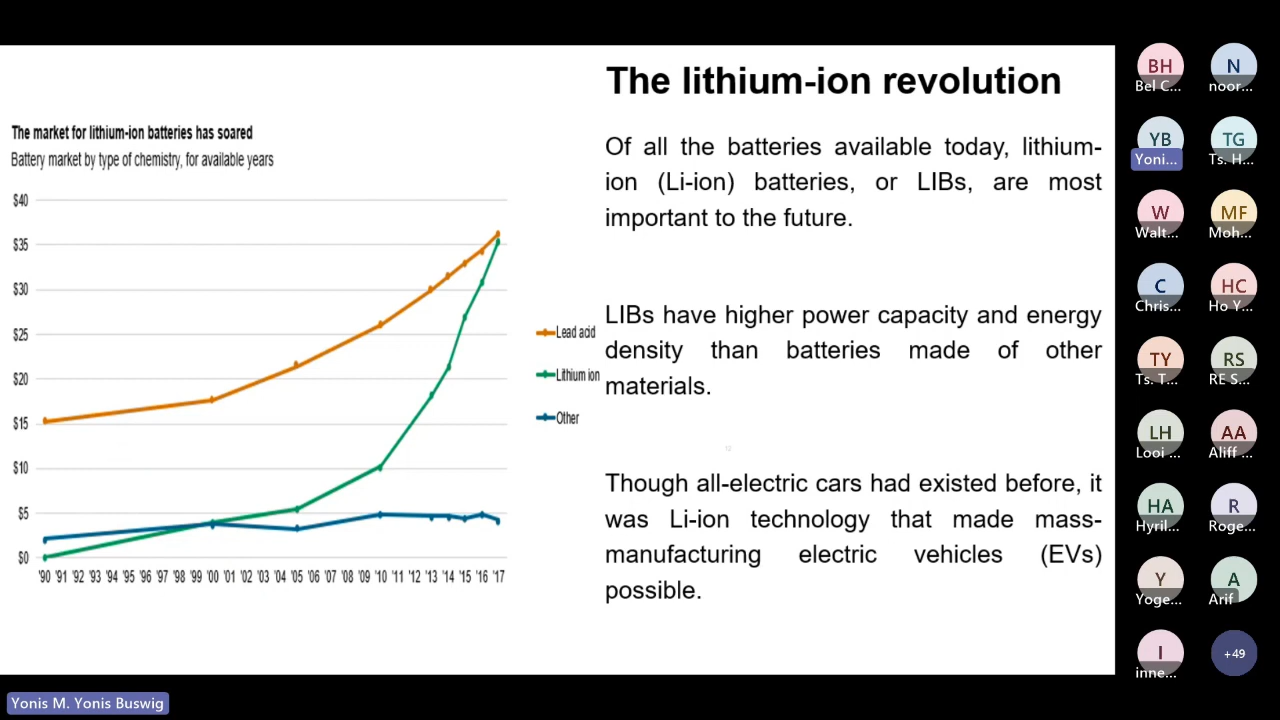 The lithium-ion revolution
The market for lithium-ion batteries has soared
Battery market by type of chemistry, for available years
$40
$35
$30
$25
$20
$15
$10
$5
$0
'90 '91 '92 '93 '94 '95 '96 '97 '98 '99 '00 '01 '02 '03 '04 '05 '06 '07 '08 '09 '10 '11 '12 '13 '14 '15 '16 '17
Lead acid
Lithium ion
Other
Of all the batteries available today, lithium-
ion (Li-ion) batteries, or LIBs, are most
important to the future.
LIBs have higher power capacity and energy
density than batteries made of other
materials.
Though all-electric cars had existed before, it
was Li-ion technology that made mass-
manufacturing electric vehicles (EVs)
possible.
BH N
Bel C... noor...
YB TG
Yoni... Ts. H...
W MF
Walt... Moh...
C HC
Chris... Ho Y...
TY RS
Ts. T... RE S...
LH AA
Looi ... Aliff ...
HA R
Hyril... Roge...
Y A
Yoge... Arif
I +49
inne...
Yonis M. Yonis Buswig